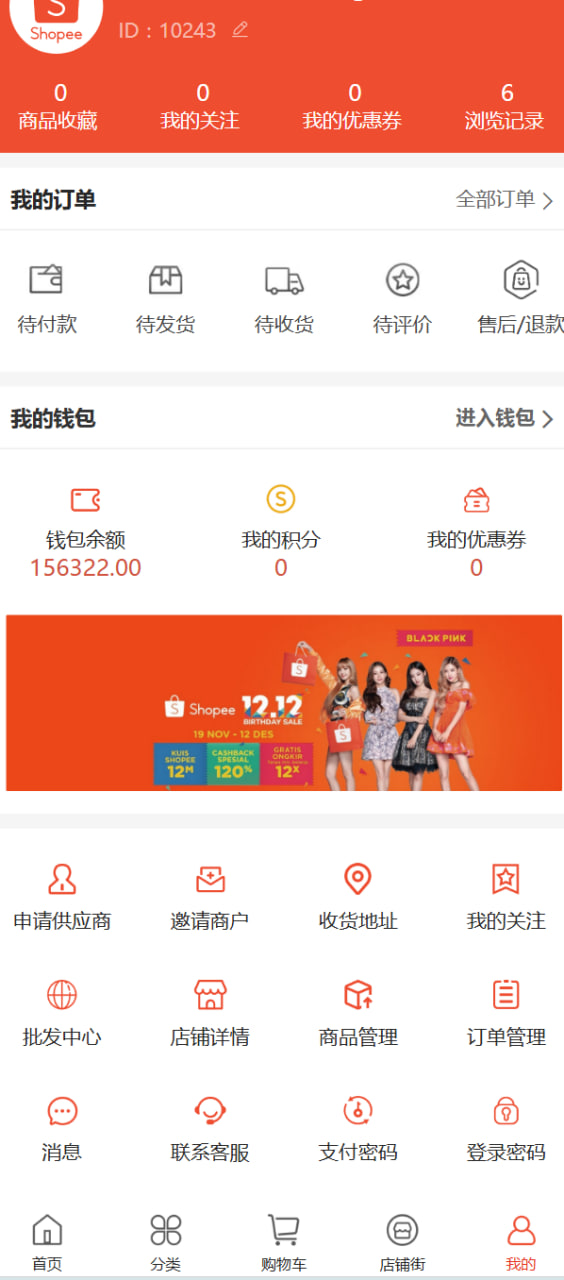 Shopee
ID：10243
0 0 0 6
商品收藏 我的关注 我的优惠券 浏览记录
我的订单 全部订单
待付款 待发货 待收货 待评价 售后/退款
我的钱包 进入钱包
钱包余额 我的积分 我的优惠券
156322.00 0 0
BLACKPINK
Shopee 12.12
BIRTHDAY SALE
19 NOV - 12 DES
KUIS SHOPEE 12M
CASHBACK SPESIAL 120%
GRATIS ONGKIR 12X
申请供应商 邀请商户 收货地址 我的关注
批发中心 店铺详情 商品管理 订单管理
消息 联系客服 支付密码 登录密码
首页 分类 购物车 店铺街 我的